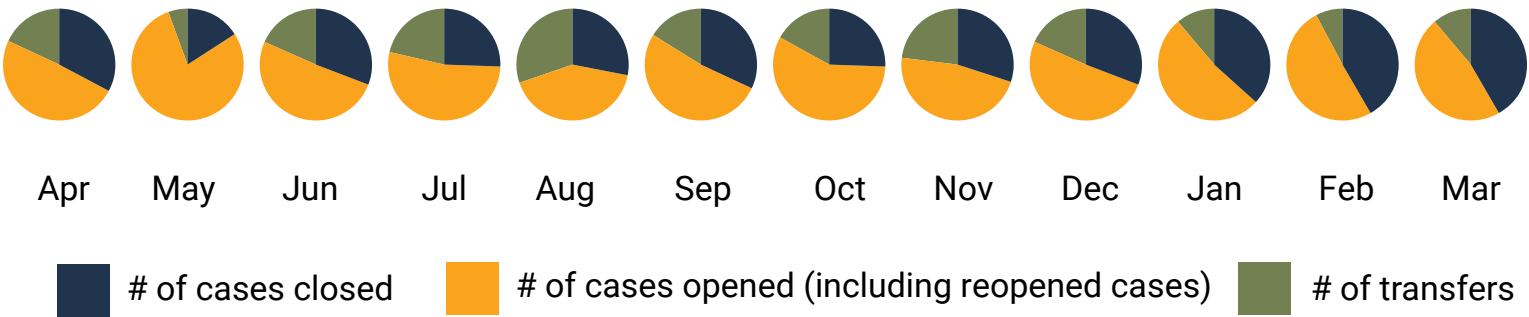 Apr May Jun Jul Aug Sep Oct Nov Dec Jan Feb Mar
# of cases closed # of cases opened (including reopened cases) # of transfers